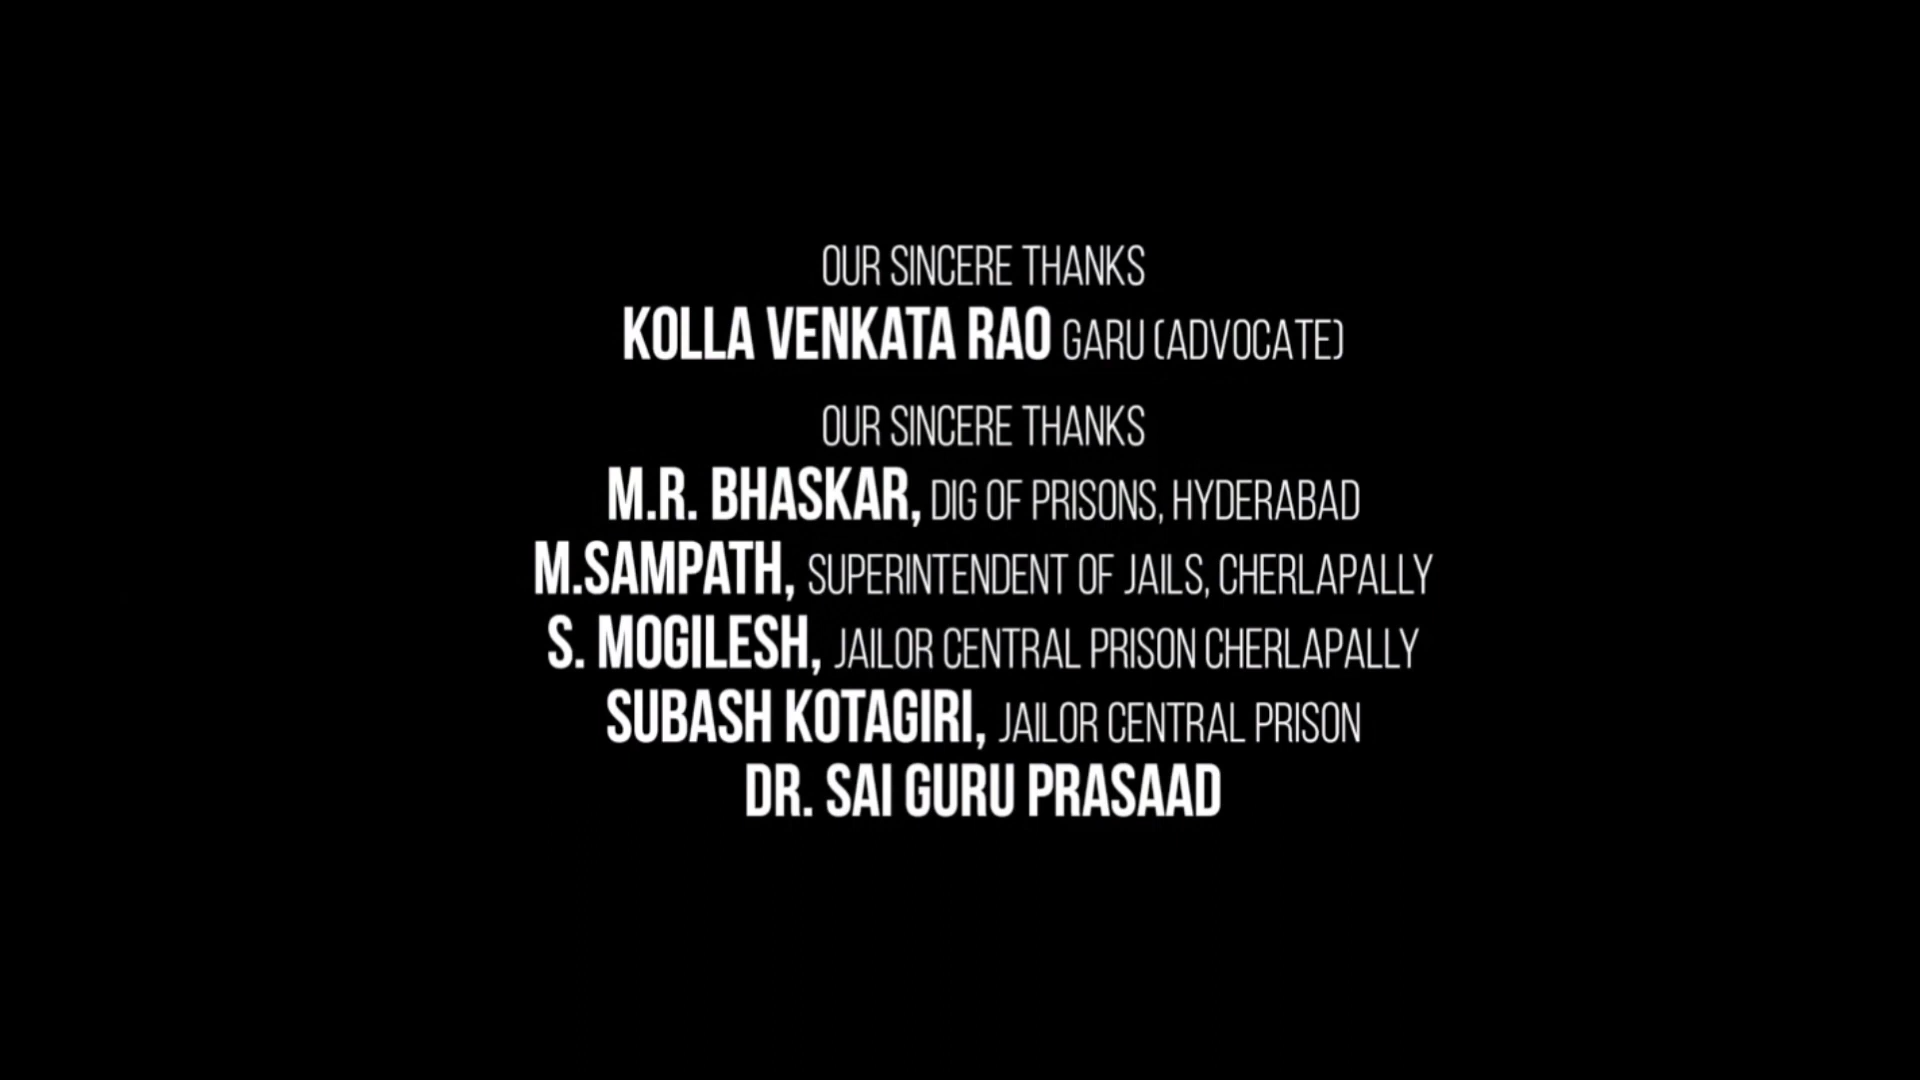 OUR SINCERE THANKS
KOLLA VENKATA RAO GARU (ADVOCATE)
OUR SINCERE THANKS
M.R. BHASKAR, DIG OF PRISONS, HYDERABAD
M.SAMPATH, SUPERINTENDENT OF JAILS, CHERLAPALLY
S. MOGILESH, JAILOR CENTRAL PRISON CHERLAPALLY
SUBASH KOTAGIRI, JAILOR CENTRAL PRISON
DR. SAI GURU PRASAAD